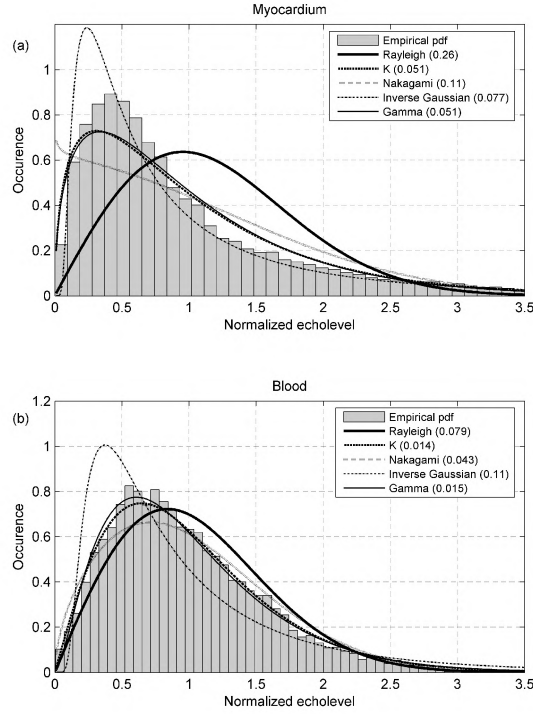 Myocardium
(a)
1.2
1
0.8
0.6
0.4
0.2
0
Occurence
Empirical pdf
Rayleigh (0.26)
K (0.051)
Nakagami (0.11)
Inverse Gaussian (0.077)
Gamma (0.051)
0 0.5 1 1.5 2 2.5 3 3.5
Normalized echolevel
Blood
(b)
1.2
1
0.8
0.6
0.4
0.2
0
Occurence
Empirical pdf
Rayleigh (0.079)
K (0.014)
Nakagami (0.043)
Inverse Gaussian (0.11)
Gamma (0.015)
0 0.5 1 1.5 2 2.5 3 3.5
Normalized echolevel